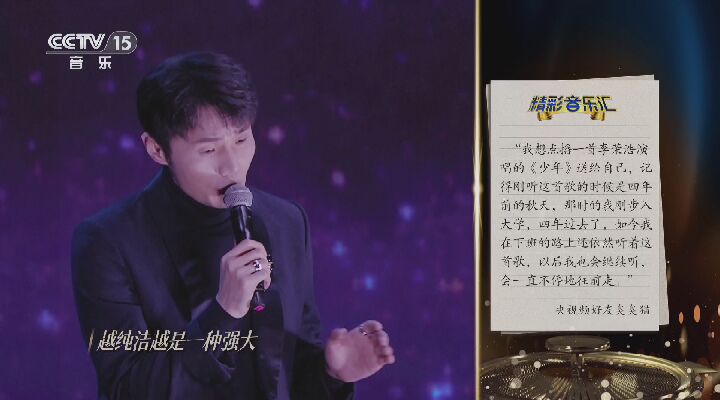 CCTV 15
音乐
精彩音乐汇
“我想点播一首李荣浩演
唱的《少年》送给自己，记
得刚听这首歌的时候是四年
前的秋天，那时的我刚步入
大学，四年过去了，如今我
在下班的路上还依然听着这
首歌，以后我也会继续听，
会一直不停地往前走。”
央视频好友炎炎猫
越纯洁越是一种强大